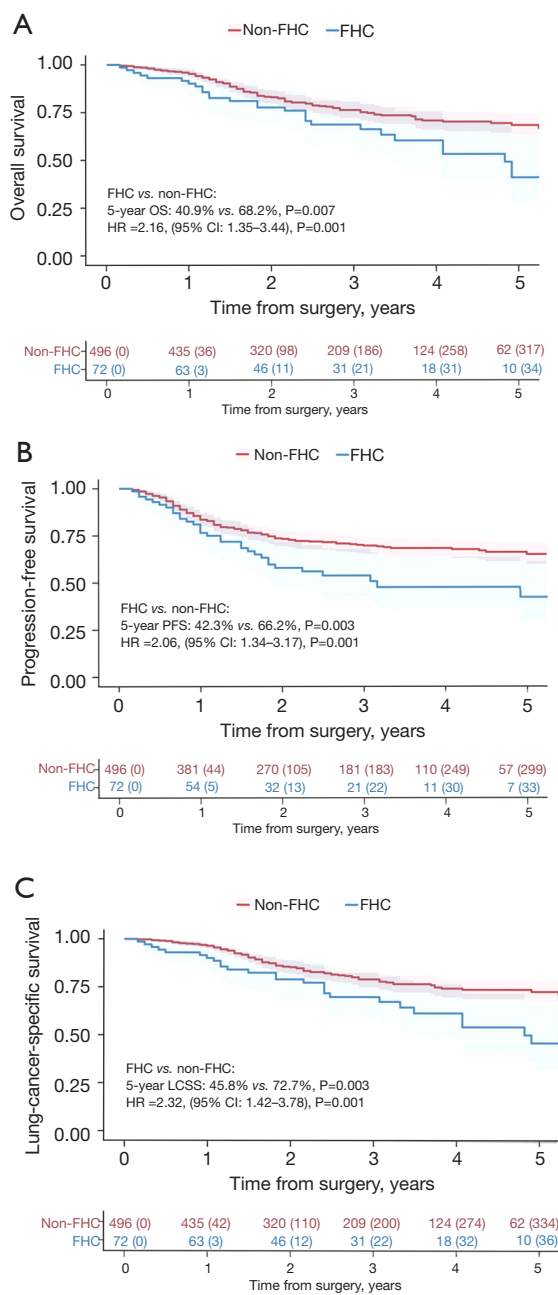 A
Non-FHC FHC
Overall survival
1.00
0.75
0.50
0.25
0.00
FHC vs. non-FHC:
5-year OS: 40.9% vs. 68.2%, P=0.007
HR =2.16, (95% CI: 1.35–3.44), P=0.001
0 1 2 3 4 5
Time from surgery, years
Non-FHC 496 (0) 435 (36) 320 (98) 209 (186) 124 (258) 62 (317)
FHC 72 (0) 63 (3) 46 (11) 31 (21) 18 (31) 10 (34)
0 1 2 3 4 5
Time from surgery, years
B
Non-FHC FHC
Progression-free survival
1.00
0.75
0.50
0.25
0.00
FHC vs. non-FHC:
5-year PFS: 42.3% vs. 66.2%, P=0.003
HR =2.06, (95% CI: 1.34–3.17), P=0.001
0 1 2 3 4 5
Time from surgery, years
Non-FHC 496 (0) 381 (44) 270 (105) 181 (183) 110 (249) 57 (299)
FHC 72 (0) 54 (5) 32 (13) 21 (22) 11 (30) 7 (33)
0 1 2 3 4 5
Time from surgery, years
C
Non-FHC FHC
Lung-cancer-specific survival
1.00
0.75
0.50
0.25
0.00
FHC vs. non-FHC:
5-year LCSS: 45.8% vs. 72.7%, P=0.003
HR =2.32, (95% CI: 1.42–3.78), P=0.001
0 1 2 3 4 5
Time from surgery, years
Non-FHC 496 (0) 435 (42) 320 (110) 209 (200) 124 (274) 62 (334)
FHC 72 (0) 63 (3) 46 (12) 31 (22) 18 (32) 10 (36)
0 1 2 3 4 5
Time from surgery, years